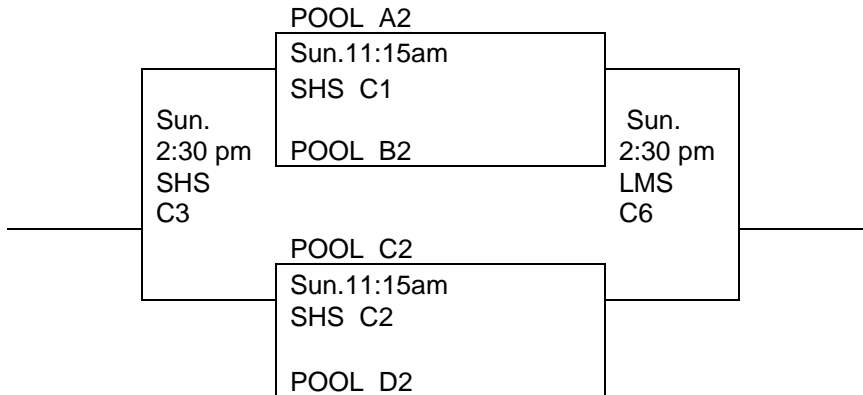 POOL A2
Sun.11:15am
SHS C1
POOL B2
Sun.
2:30 pm
SHS
C3
Sun.
2:30 pm
LMS
C6
POOL C2
Sun.11:15am
SHS C2
POOL D2